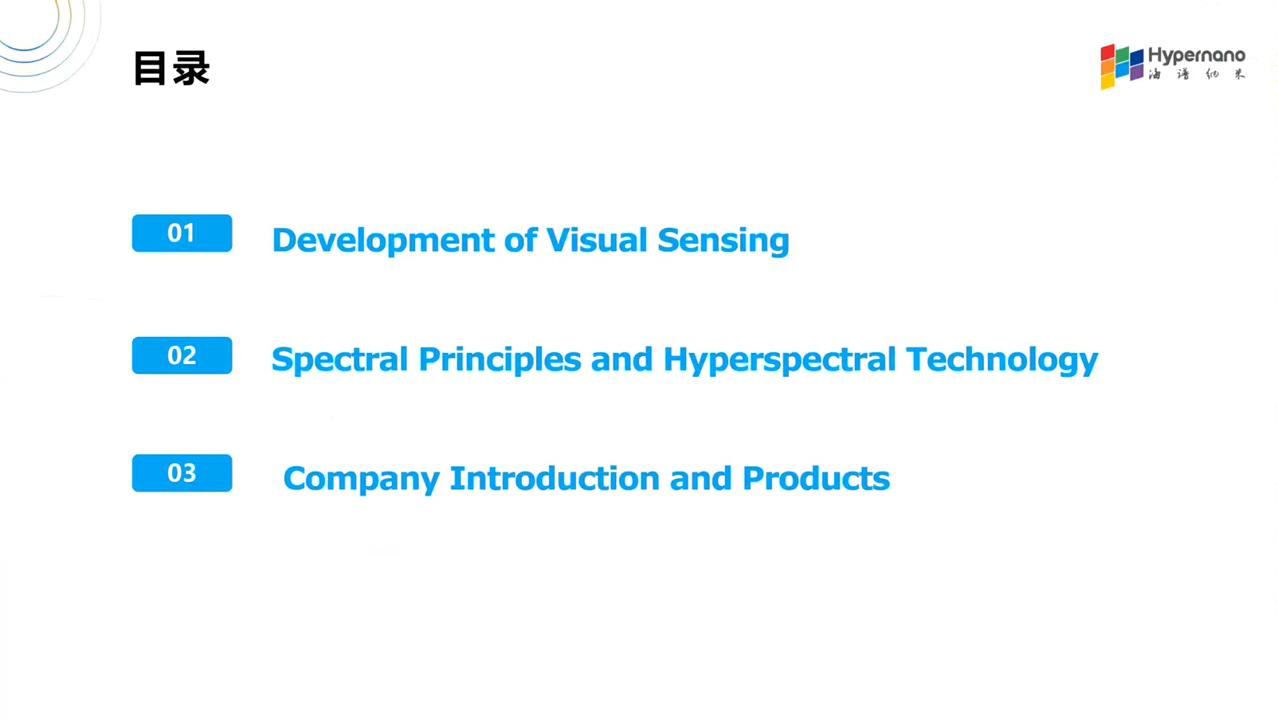 目录
Hypernano
海谱纳米
01
Development of Visual Sensing
02
Spectral Principles and Hyperspectral Technology
03
Company Introduction and Products